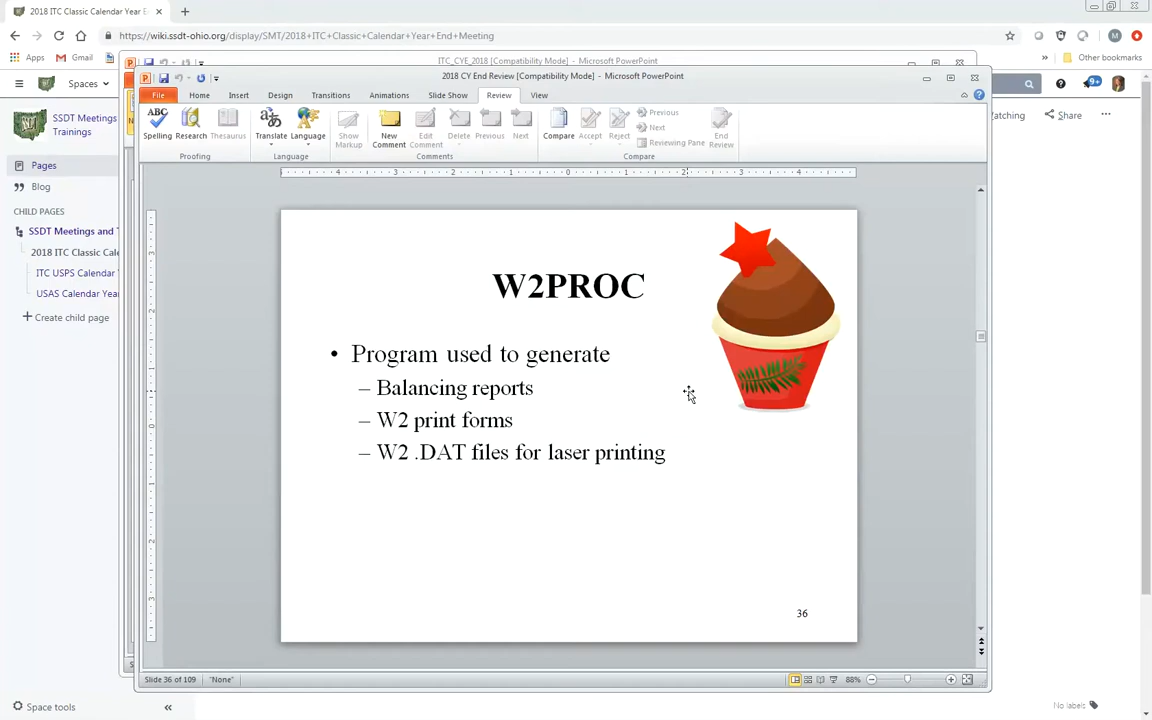 2018 ITC Classic Calendar Year E
https://wiki.ssdt-ohio.org/display/SMT/2018+ITC+Classic+Calendar+Year+End+Meeting
M
Apps
Gmail
»
Other bookmarks
ITC_CYE_2018 [Compatibility Mode] - Microsoft PowerPoint
2018 CY End Review [Compatibility Mode] - Microsoft PowerPoint
Spaces
9+
File
Home
Insert
Design
Transitions
Animations
Slide Show
Review
View
SSDT Meetings
Trainings
atching
Share
Spelling
Research
Thesaurus
Translate
Language
Show Markup
New Comment
Edit Comment
Delete
Previous
Next
Compare
Accept
Reject
Previous
Next
Reviewing Pane
End Review
Proofing
Language
Comments
Compare
Pages
Blog
CHILD PAGES
SSDT Meetings and T
2018 ITC Classic Cale
ITC USPS Calendar
USAS Calendar Year
Create child page
W2PROC
• Program used to generate
– Balancing reports
– W2 print forms
– W2 .DAT files for laser printing
36
Slide 36 of 109
"None"
88%
Space tools
«
No labels